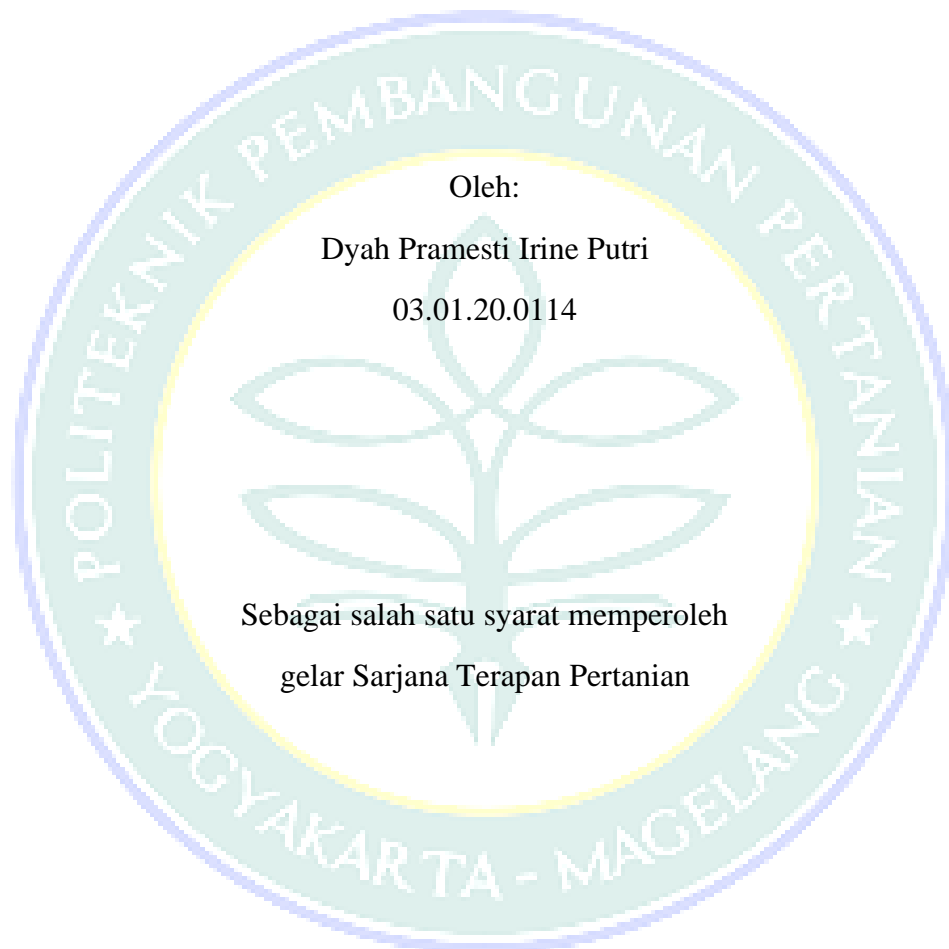 POLITEKNIK PEMBANGUNAN PERTANIAN
Oleh:
Dyah Pramesti Irine Putri
03.01.20.0114
Sebagai salah satu syarat memperoleh
gelar Sarjana Terapan Pertanian
YOGYAKARTA - MAGELANG